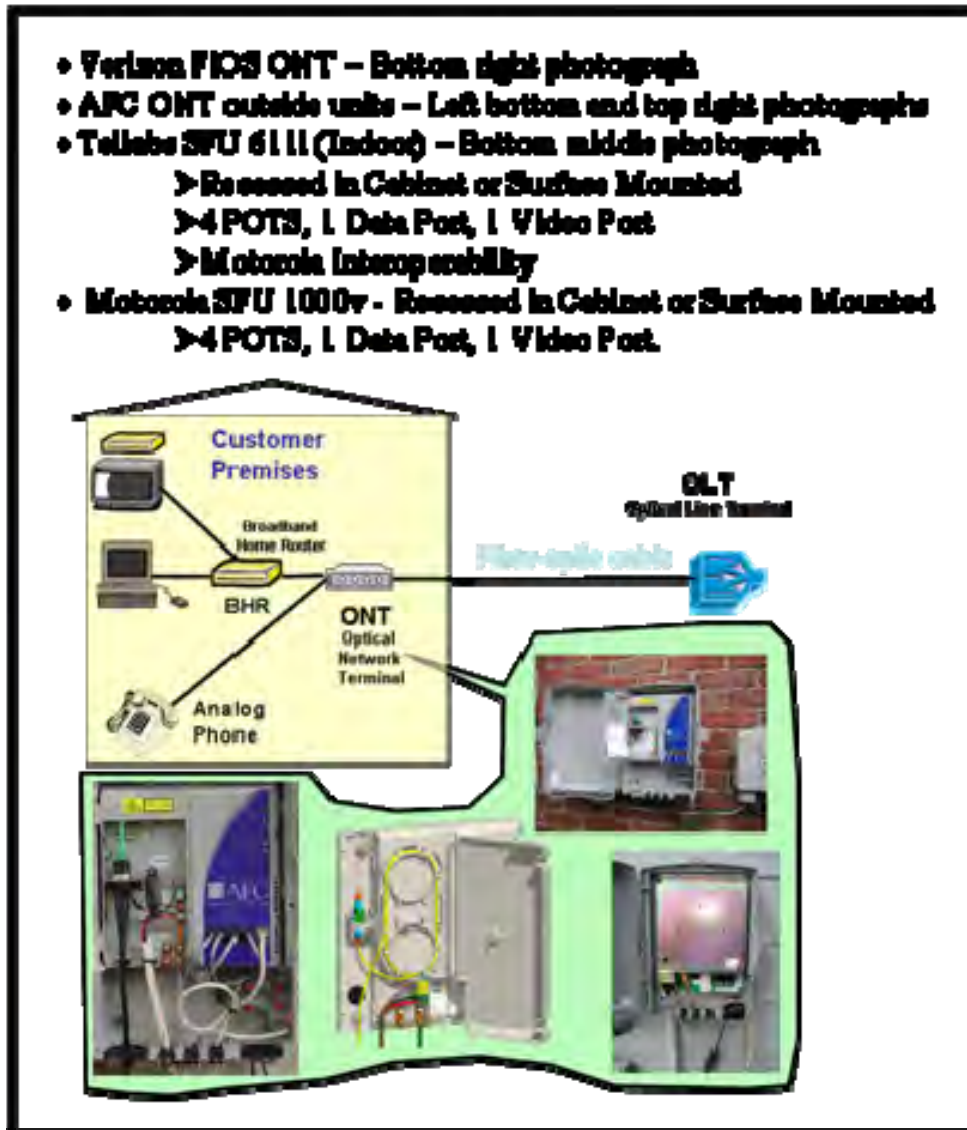 • Verizon FIOS ONT – Bottom right photograph
• AFC ONT outside units – Left bottom and top right photographs
• Tellabs SFU 6111(Indoor) – Bottom middle photograph
➢Recessed in Cabinet or Surface Mounted
➢4 POTS, 1 Data Port, 1 Video Port
➢Motorola Interoperability
• Motorola SFU 1000v - Recessed in Cabinet or Surface Mounted
➢4 POTS, 1 Data Port, 1 Video Port.
Customer
Premises
Broadband
Home Router
BHR
ONT
Optical
Network
Terminal
Analog
Phone
OLT
Optical Line Terminal
Fiber-optic cable
AFC